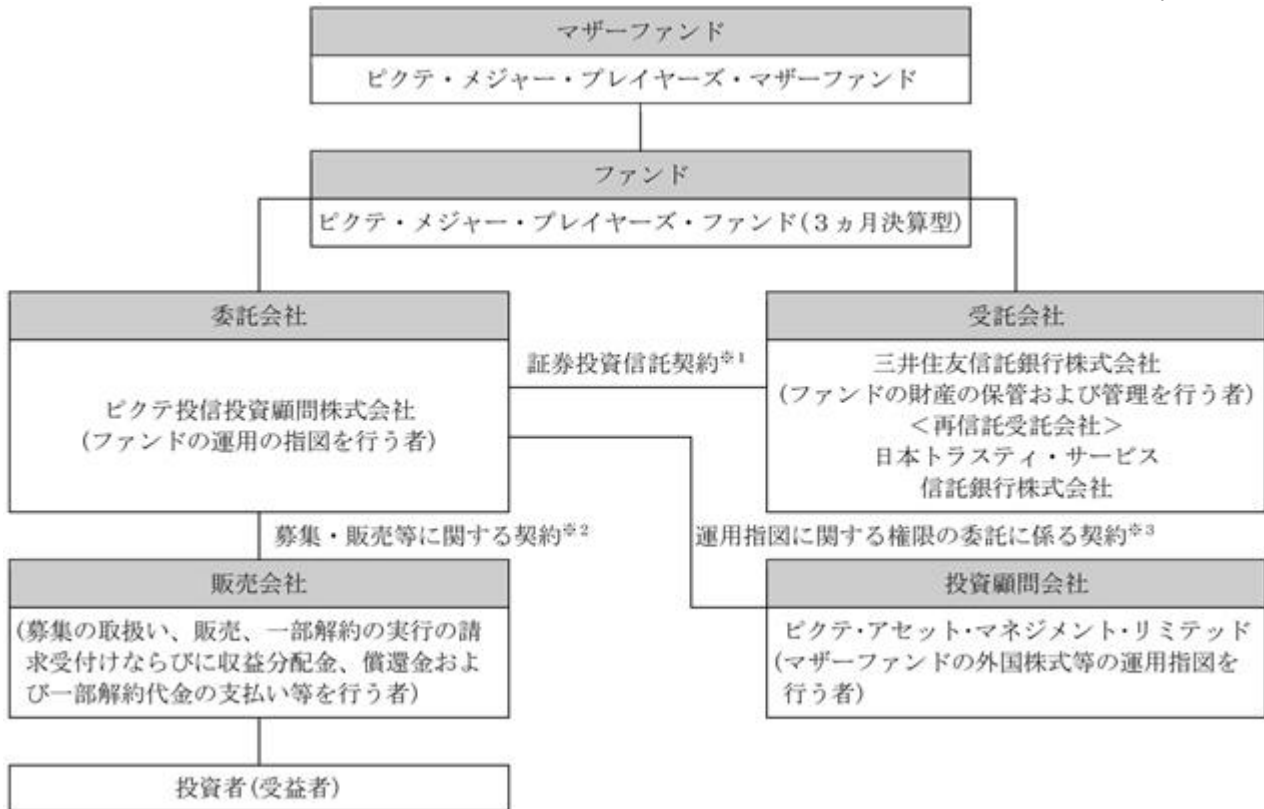 マザーファンド
ピクテ・メジャー・プレイヤーズ・マザーファンド
ファンド
ピクテ・メジャー・プレイヤーズ・ファンド(３ヵ月決算型)
委託会社
ピクテ投信投資顧問株式会社
(ファンドの運用の指図を行う者)
証券投資信託契約※1
受託会社
三井住友信託銀行株式会社
(ファンドの財産の保管および管理を行う者)
＜再信託受託会社＞
日本トラスティ・サービス
信託銀行株式会社
募集・販売等に関する契約※2
運用指図に関する権限の委託に係る契約※3
販売会社
(募集の取扱い、販売、一部解約の実行の請
求受付けならびに収益分配金、償還金およ
び一部解約代金の支払い等を行う者)
投資顧問会社
ピクテ・アセット・マネジメント・リミテッド
(マザーファンドの外国株式等の運用指図を
行う者)
投資者(受益者)